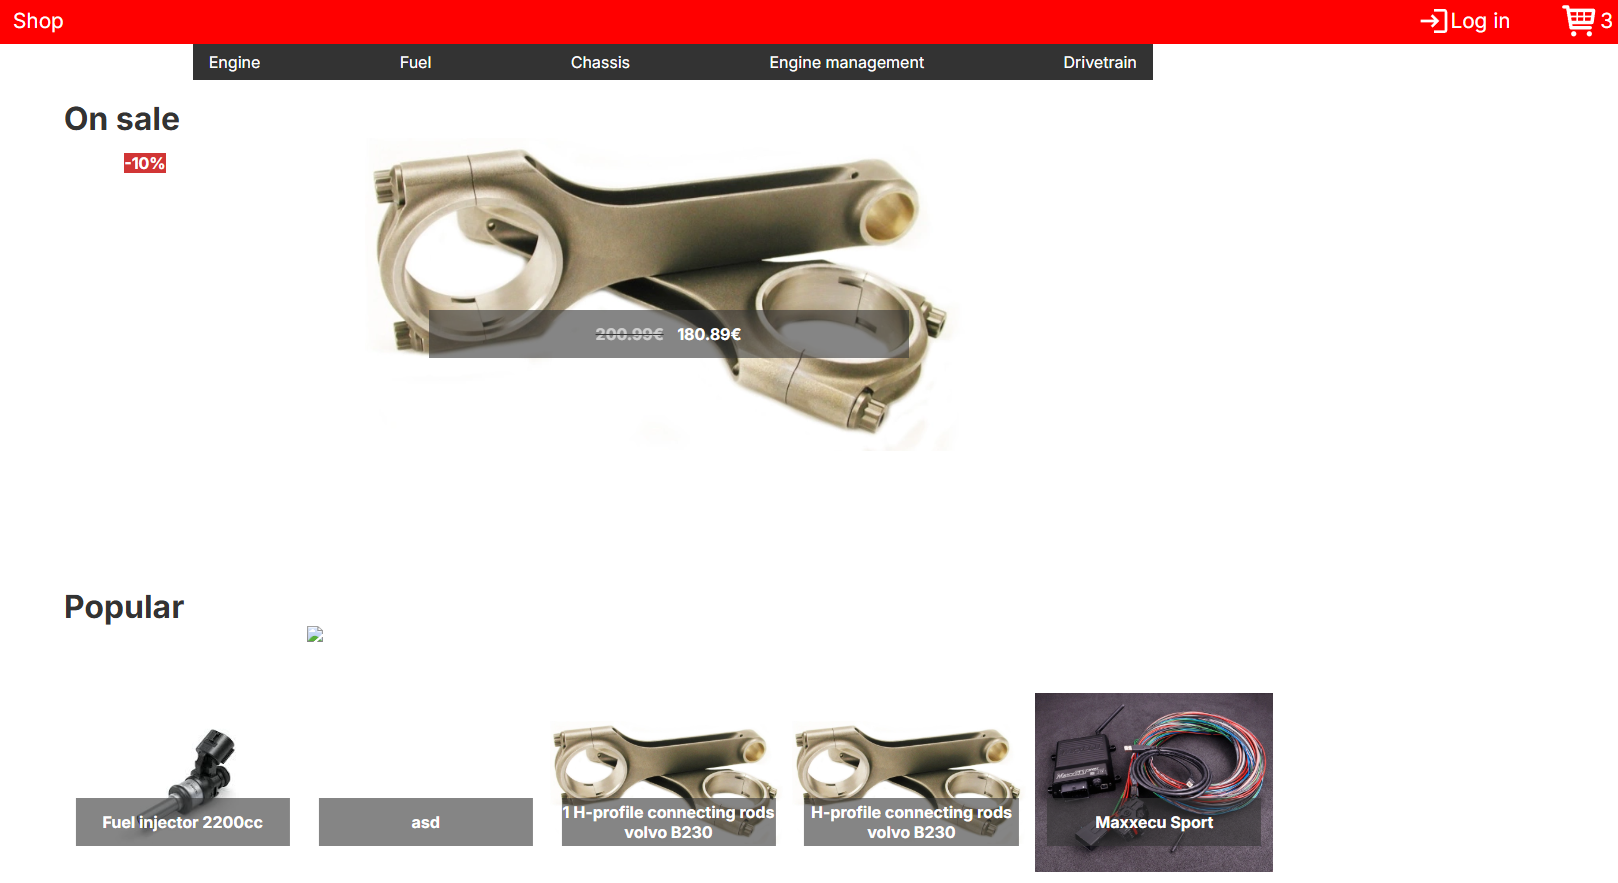 Shop
Log in
3
Engine
Fuel
Chassis
Engine management
Drivetrain
On sale
-10%
200.99€ 180.89€
Popular
Fuel injector 2200cc
asd
1 H-profile connecting rods
volvo B230
H-profile connecting rods
volvo B230
Maxxecu Sport